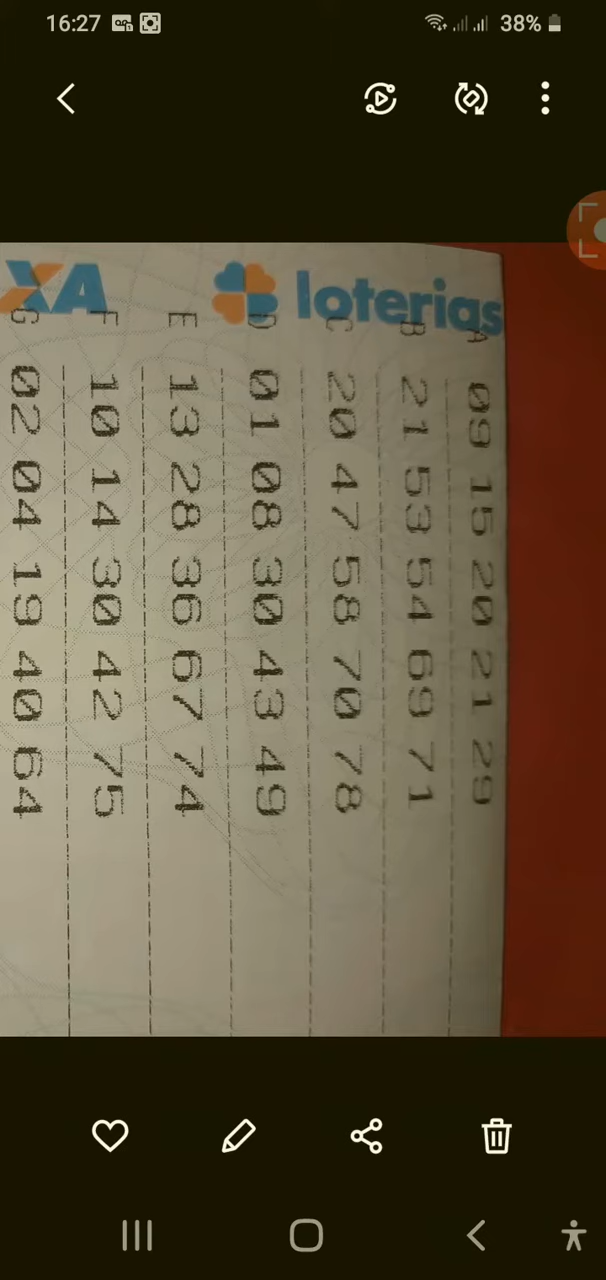 16:27
38%
XA loterias
A 09 15 20 21 29
B 21 53 54 69 71
C 20 47 58 70 78
D 01 08 30 43 49
E 13 28 36 67 74
F 10 14 30 42 75
G 02 04 19 40 64